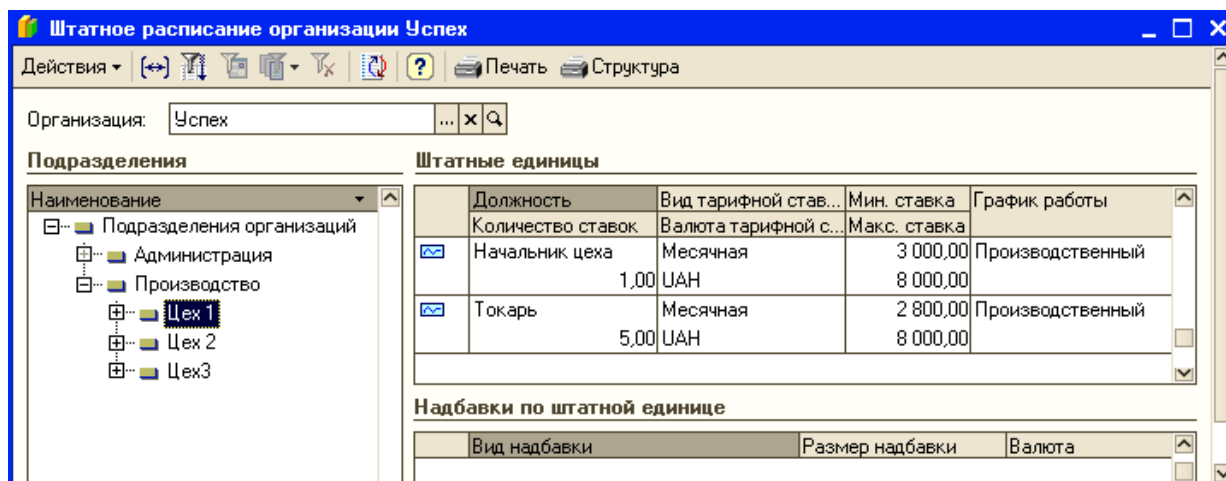 Штатное расписание организации Успех
Действия Печать Структура
Организация: Успех
Подразделения
Наименование
Подразделения организаций
Администрация
Производство
Цех 1
Цех 2
Цех3
Штатные единицы
Должность Вид тарифной став... Мин. ставка График работы
Количество ставок Валюта тарифной с... Макс. ставка
Начальник цеха Месячная 3 000,00 Производственный
1,00 UAH 8 000,00
Токарь Месячная 2 800,00 Производственный
5,00 UAH 8 000,00
Надбавки по штатной единице
Вид надбавки Размер надбавки Валюта